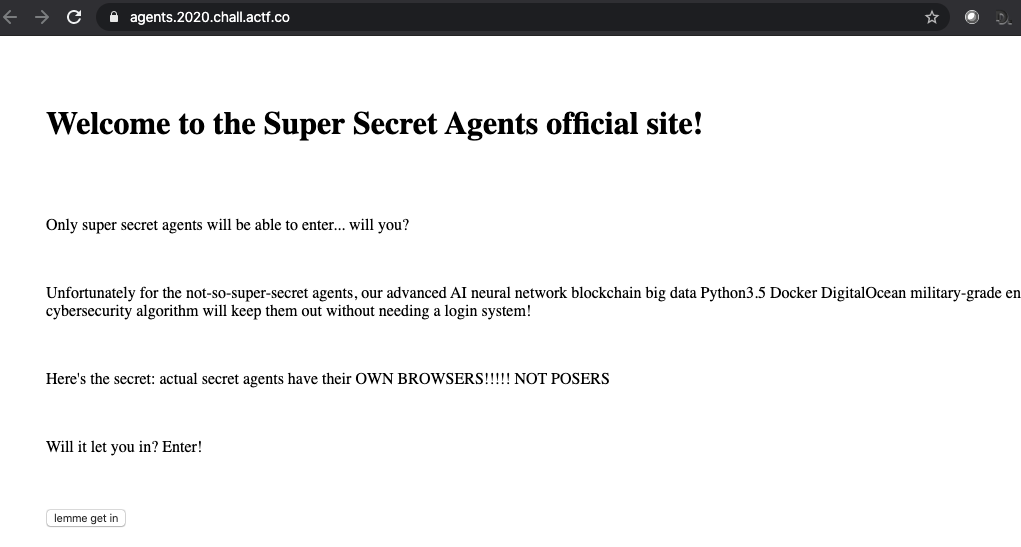 agents.2020.chall.actf.co
Welcome to the Super Secret Agents official site!
Only super secret agents will be able to enter... will you?
Unfortunately for the not-so-super-secret agents, our advanced AI neural network blockchain big data Python3.5 Docker DigitalOcean military-grade en
cybersecurity algorithm will keep them out without needing a login system!
Here's the secret: actual secret agents have their OWN BROWSERS!!!!! NOT POSERS
Will it let you in? Enter!
lemme get in